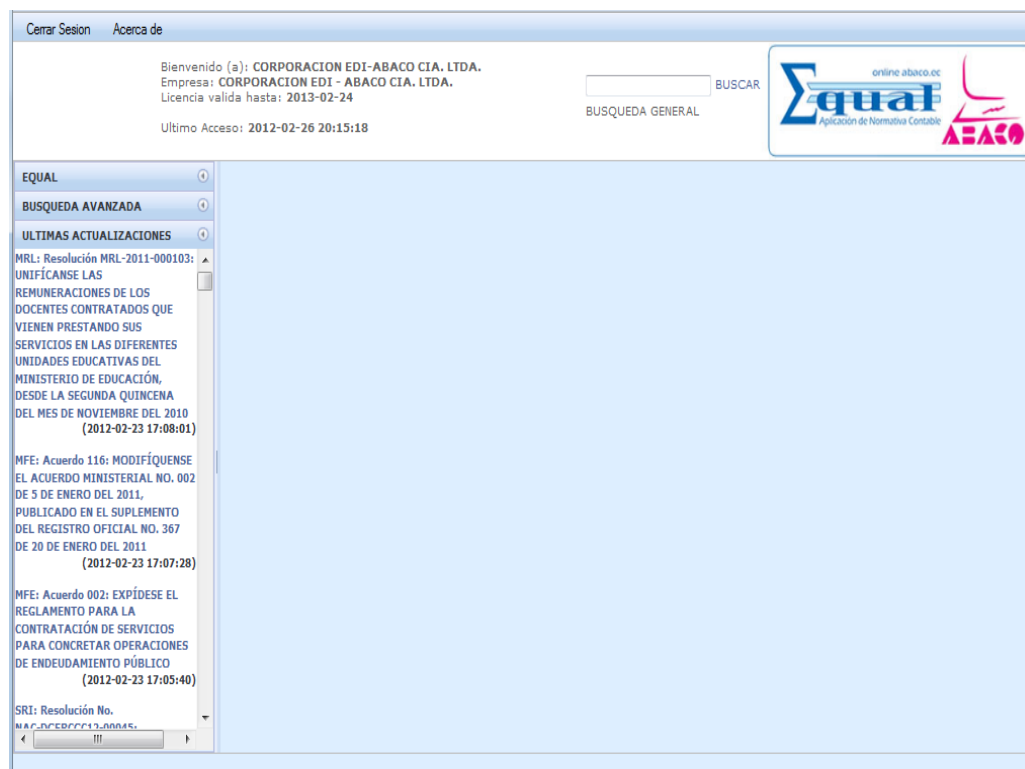 Cerrar Sesion Acerca de
Bienvenido (a): CORPORACION EDI-ABACO CIA. LTDA.
Empresa: CORPORACION EDI - ABACO CIA. LTDA.
Licencia valida hasta: 2013-02-24
Ultimo Acceso: 2012-02-26 20:15:18
BUSCAR
BUSQUEDA GENERAL
online abaco.ec
Equal
Aplicación de Normativa Contable
ABACO
EQUAL
BUSQUEDA AVANZADA
ULTIMAS ACTUALIZACIONES
MRL: Resolución MRL-2011-000103:
UNIFÍCANSE LAS
REMUNERACIONES DE LOS
DOCENTES CONTRATADOS QUE
VIENEN PRESTANDO SUS
SERVICIOS EN LAS DIFERENTES
UNIDADES EDUCATIVAS DEL
MINISTERIO DE EDUCACIÓN,
DESDE LA SEGUNDA QUINCENA
DEL MES DE NOVIEMBRE DEL 2010
(2012-02-23 17:08:01)
MFE: Acuerdo 116: MODIFÍQUENSE
EL ACUERDO MINISTERIAL NO. 002
DE 5 DE ENERO DEL 2011,
PUBLICADO EN EL SUPLEMENTO
DEL REGISTRO OFICIAL NO. 367
DE 20 DE ENERO DEL 2011
(2012-02-23 17:07:28)
MFE: Acuerdo 002: EXPÍDESE EL
REGLAMENTO PARA LA
CONTRATACIÓN DE SERVICIOS
PARA CONCRETAR OPERACIONES
DE ENDEUDAMIENTO PÚBLICO
(2012-02-23 17:05:40)
SRI: Resolución No.
NAC-DGERCGC12-00045: